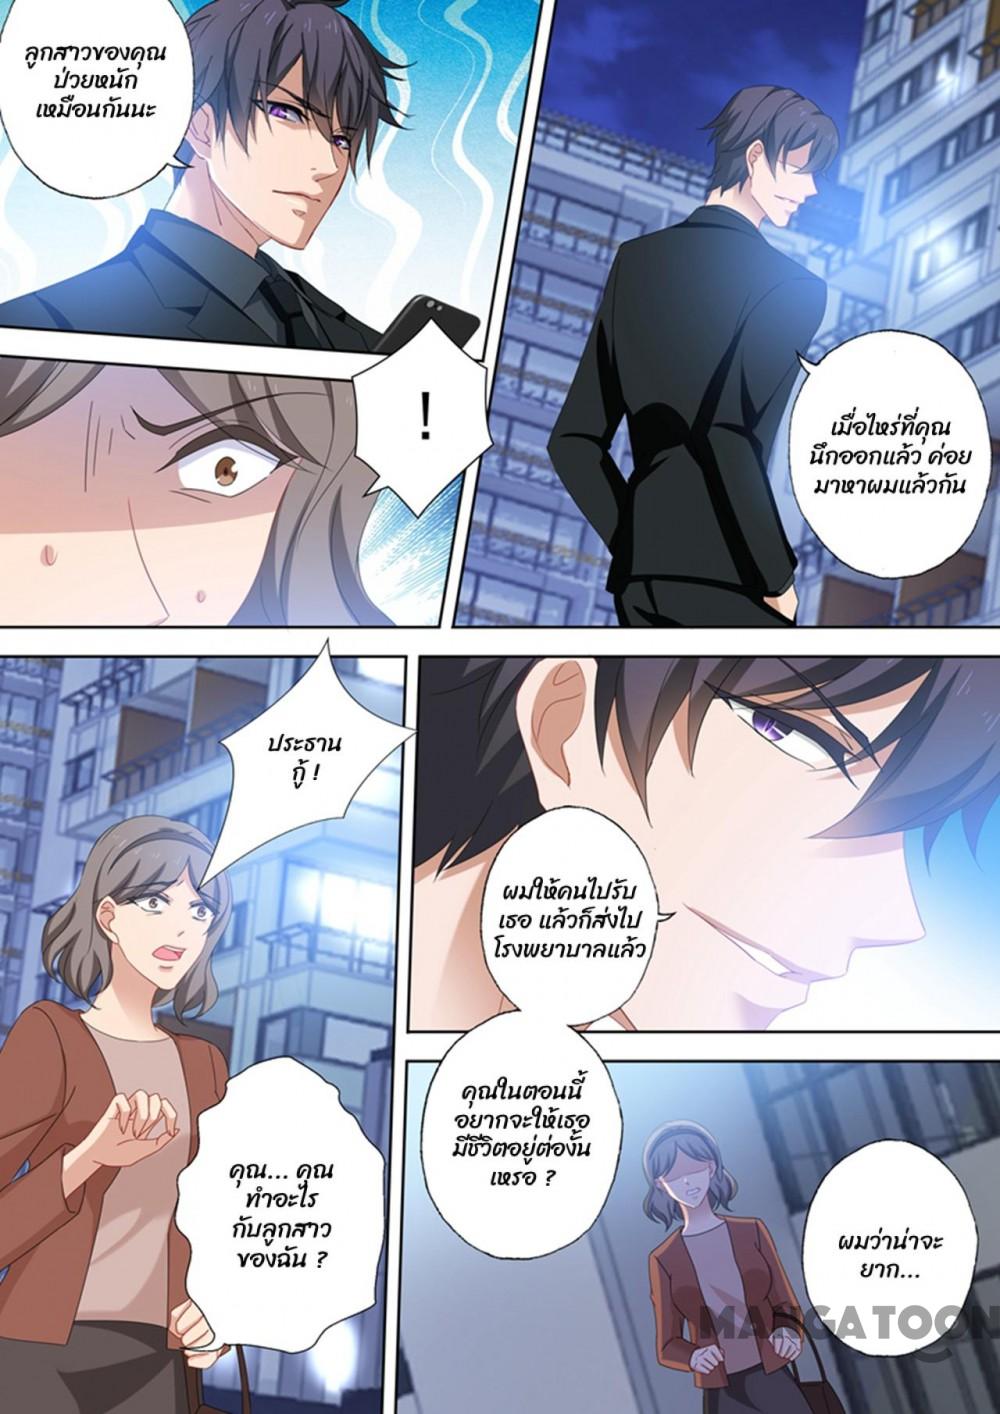 ลูกสาวของคุณ
ป่วยหนัก
เหมือนกันนะ
เมื่อไหร่ที่คุณ
นึกออกแล้ว ค่อย
มาหาผมแล้วกัน
!
ประธาน
กู้ !
ผมให้คนไปรับ
เธอ แล้วก็ส่งไป
โรงพยาบาลแล้ว
คุณ... คุณ
ทำอะไร
กับลูกสาว
ของฉัน ?
คุณในตอนนี้
อยากจะให้เธอ
มีชีวิตอยู่ต่องั้น
เหรอ ?
ผมว่าน่าจะ
ยาก...
MANGATOON